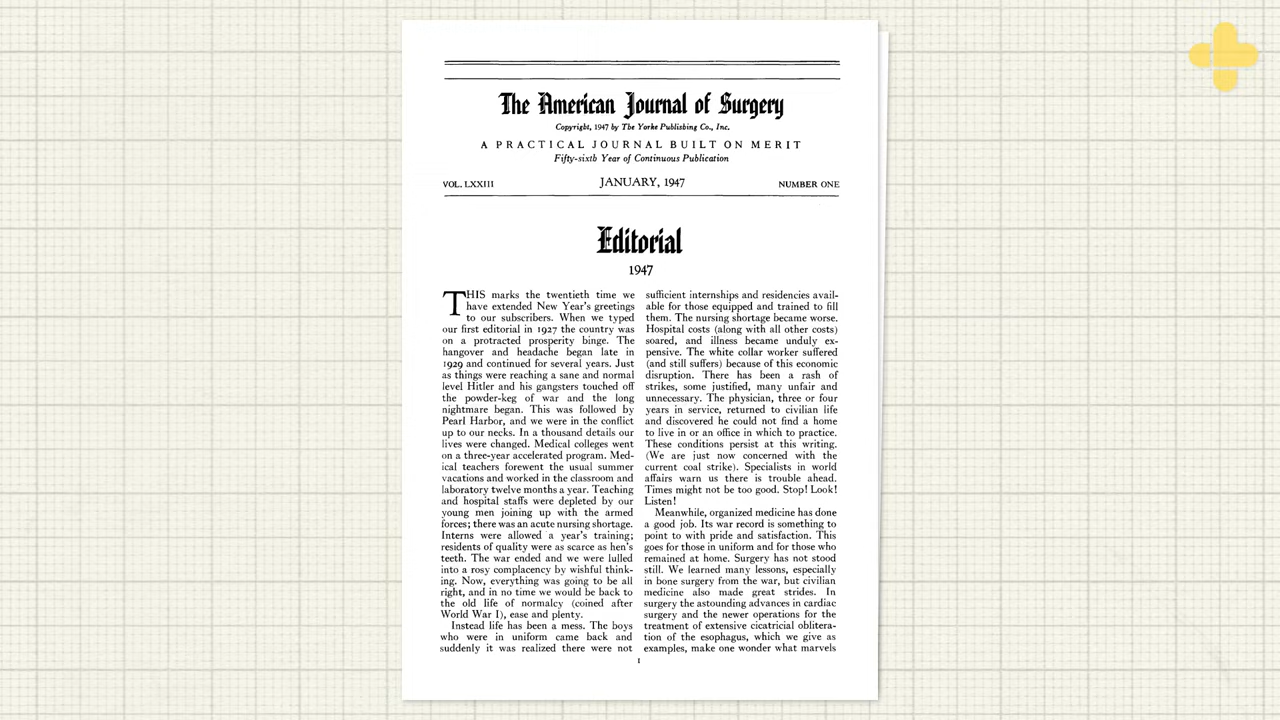 The American Journal of Surgery
Copyright, 1947 by The Yorke Publishing Co., Inc.
A PRACTICAL JOURNAL BUILT ON MERIT
Fifty-sixth Year of Continuous Publication
VOL. LXXIII JANUARY, 1947 NUMBER ONE
Editorial
1947
THIS marks the twentieth time we
have extended New Year's greetings
to our subscribers. When we typed
our first editorial in 1927 the country was
on a protracted prosperity binge. The
hangover and headache began late in
1929 and continued for several years. Just
as things were reaching a sane and normal
level Hitler and his gangsters touched off
the powder-keg of war and the long
nightmare began. This was followed by
Pearl Harbor, and we were in the conflict
up to our necks. In a thousand details our
lives were changed. Medical colleges went
on a three-year accelerated program. Med-
ical teachers forewent the usual summer
vacations and worked in the classroom and
laboratory twelve months a year. Teaching
and hospital staffs were depleted by our
young men joining up with the armed
forces; there was an acute nursing shortage.
Interns were allowed a year's training;
residents of quality were as scarce as hen's
teeth. The war ended and we were lulled
into a rosy complacency by wishful think-
ing. Now, everything was going to be all
right, and in no time we would be back to
the old life of normalcy (coined after
World War I), ease and plenty.
Instead life has been a mess. The boys
who were in uniform came back and
suddenly it was realized there were not
sufficient internships and residencies avail-
able for those equipped and trained to fill
them. The nursing shortage became worse.
Hospital costs (along with all other costs)
soared, and illness became unduly ex-
pensive. The white collar worker suffered
(and still suffers) because of this economic
disruption. There has been a rash of
strikes, some justified, many unfair and
unnecessary. The physician, three or four
years in service, returned to civilian life
and discovered he could not find a home
to live in or an office in which to practice.
These conditions persist at this writing.
(We are just now concerned with the
current coal strike). Specialists in world
affairs warn us there is trouble ahead.
Times might not be too good. Stop! Look!
Listen!
Meanwhile, organized medicine has done
a good job. Its war record is something to
point to with pride and satisfaction. This
goes for those in uniform and for those who
remained at home. Surgery has not stood
still. We learned many lessons, especially
in bone surgery from the war, but civilian
medicine also made great strides. In
surgery the astounding advances in cardiac
surgery and the newer operations for the
treatment of extensive cicatricial oblitera-
tion of the esophagus, which we give as
examples, make one wonder what marvels
1